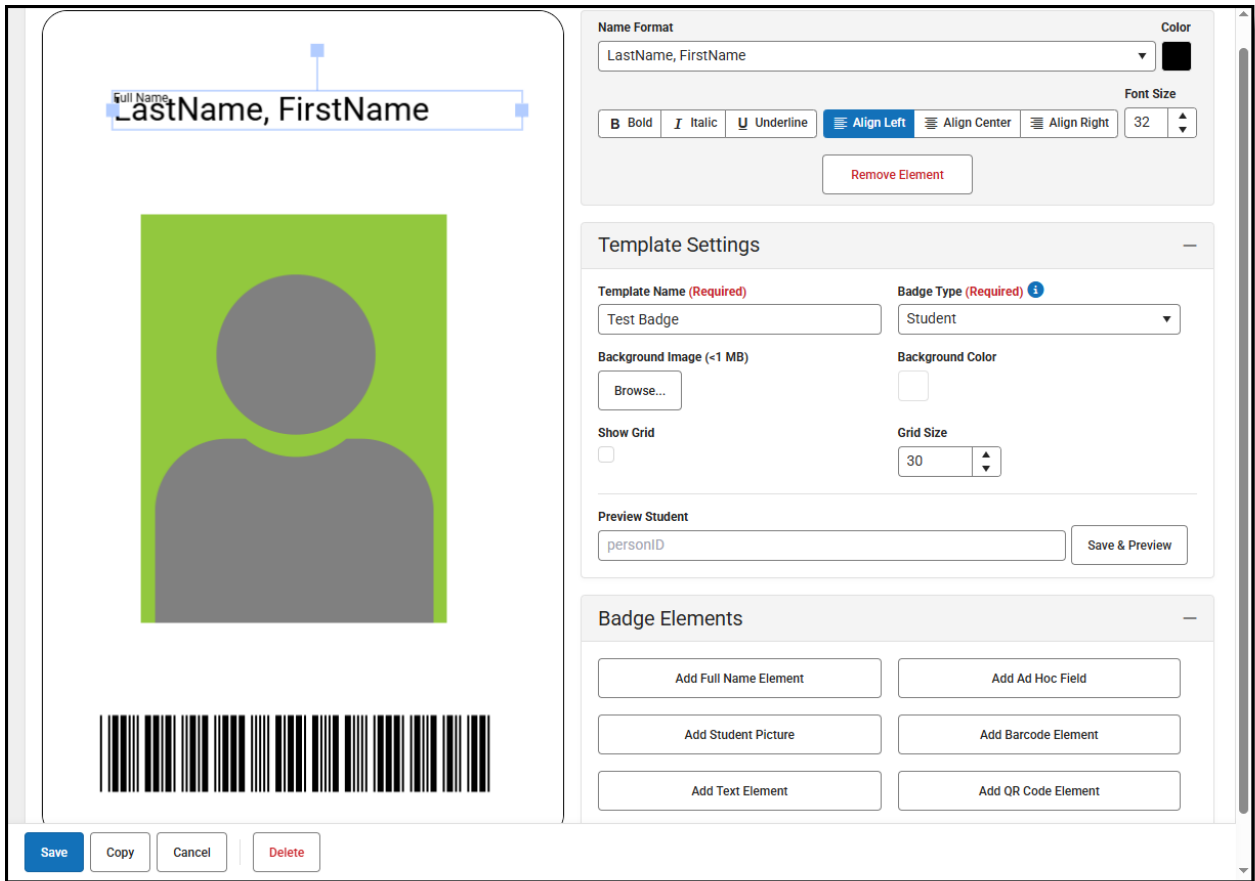 Full Name
LastName, FirstName
Name Format
Color
LastName, FirstName
Font Size
B Bold
I Italic
U Underline
Align Left
Align Center
Align Right
32
Remove Element
Template Settings
Template Name (Required)
Badge Type (Required)
Test Badge
Student
Background Image (<1 MB)
Background Color
Browse...
Show Grid
Grid Size
30
Preview Student
personID
Save & Preview
Badge Elements
Add Full Name Element
Add Ad Hoc Field
Add Student Picture
Add Barcode Element
Add Text Element
Add QR Code Element
Save
Copy
Cancel
Delete